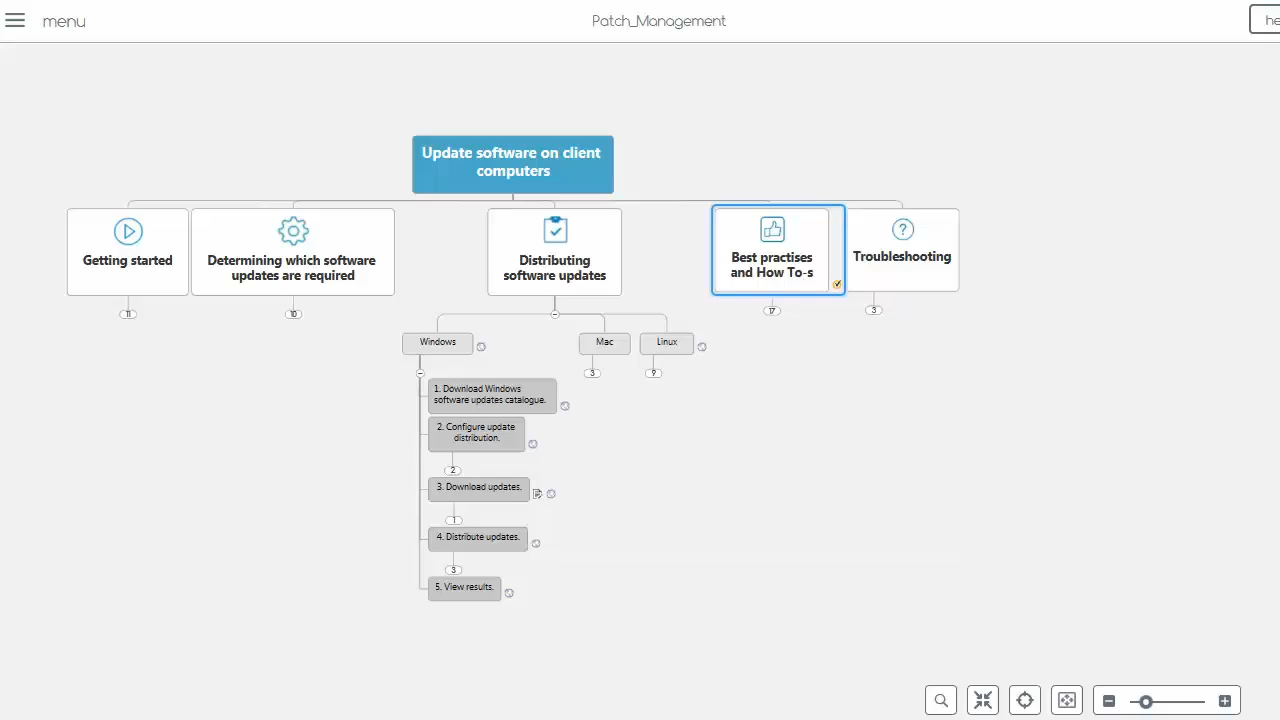 menu
Patch_Management
he
Update software on client
computers
Getting started
Determining which software
updates are required
Distributing
software updates
Best practises
and How To-s
Troubleshooting
11
10
17
3
Windows
Mac
Linux
3
9
1. Download Windows
software updates catalogue.
2. Configure update
distribution.
2
3. Download updates.
1
4. Distribute updates.
3
5. View results.